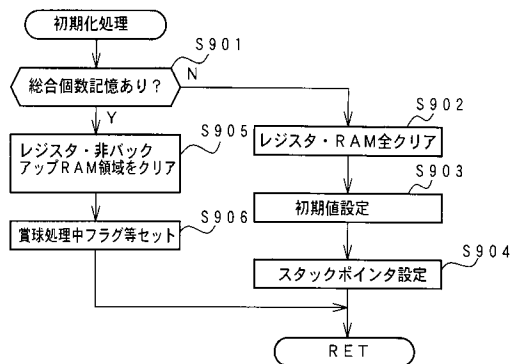 初期化処理
S901
総合個数記憶あり？
N
Y
S902
レジスタ・RAM全クリア
S905
レジスタ・非バック
アップRAM領域をクリア
S903
初期値設定
S906
賞球処理中フラグ等セット
S904
スタックポインタ設定
RET